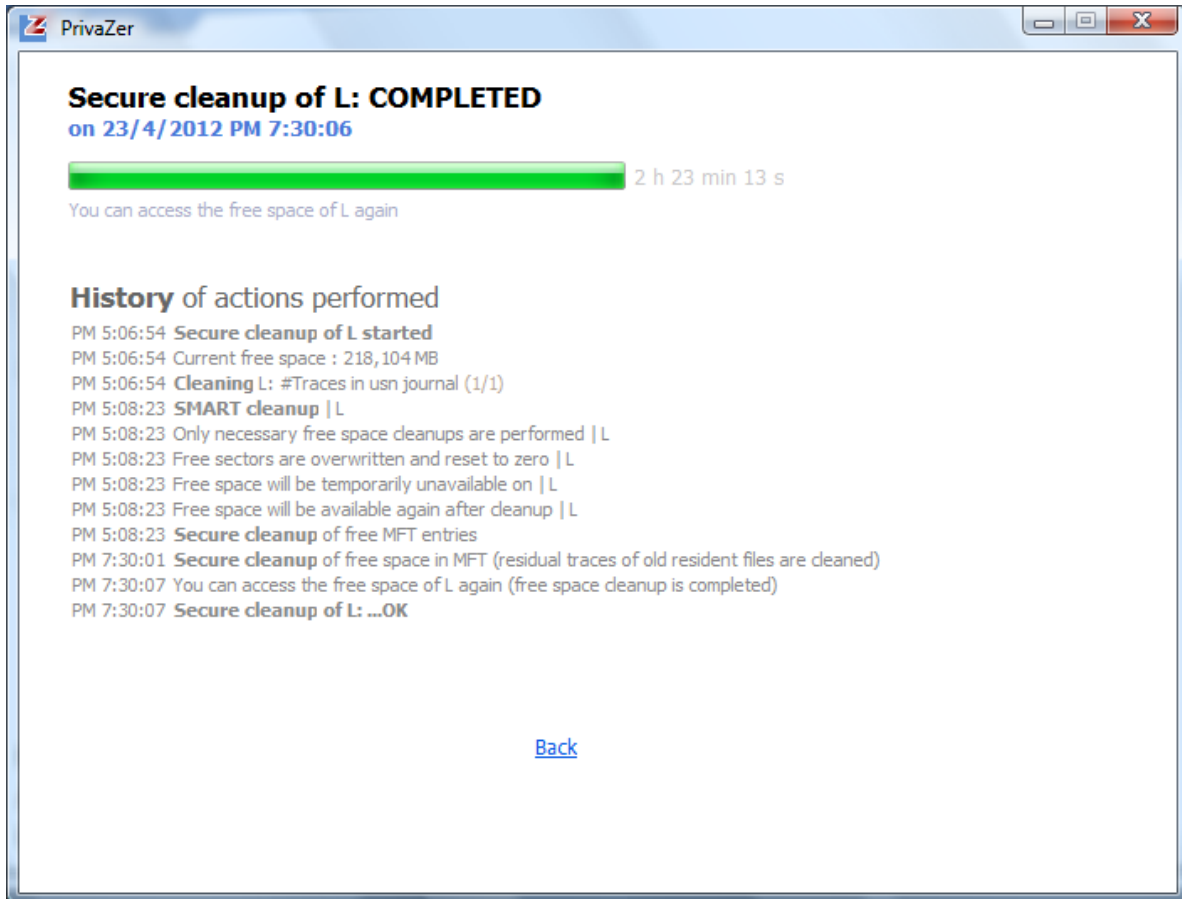 PrivaZer
Secure cleanup of L: COMPLETED
on 23/4/2012 PM 7:30:06
2 h 23 min 13 s
You can access the free space of L again
History of actions performed
PM 5:06:54 Secure cleanup of L started
PM 5:06:54 Current free space : 218,104 MB
PM 5:06:54 Cleaning L: #Traces in usn journal (1/1)
PM 5:08:23 SMART cleanup | L
PM 5:08:23 Only necessary free space cleanups are performed | L
PM 5:08:23 Free sectors are overwritten and reset to zero | L
PM 5:08:23 Free space will be temporarily unavailable on | L
PM 5:08:23 Free space will be available again after cleanup | L
PM 5:08:23 Secure cleanup of free MFT entries
PM 7:30:01 Secure cleanup of free space in MFT (residual traces of old resident files are cleaned)
PM 7:30:07 You can access the free space of L again (free space cleanup is completed)
PM 7:30:07 Secure cleanup of L: ...OK
Back